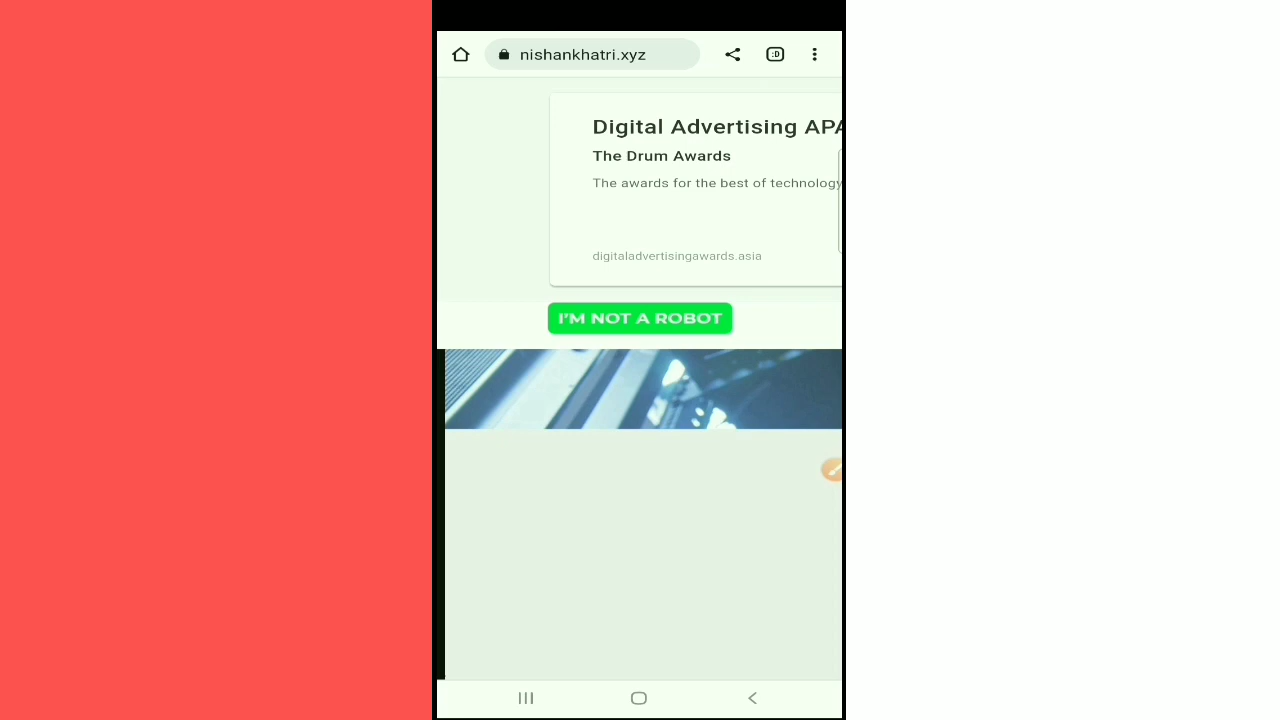 nishankhatri.xyz
:D
Digital Advertising APA
The Drum Awards
The awards for the best of technology
digitaladvertisingawards.asia
I'M NOT A ROBOT